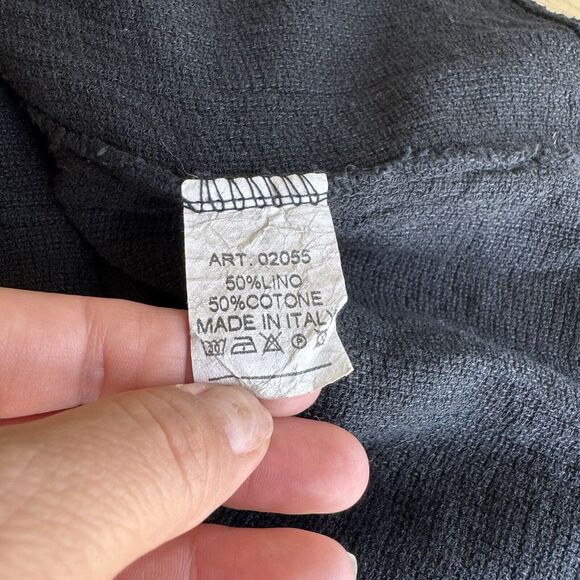 ART. 02055
50%LINO
50%COTONE
MADE IN ITALY